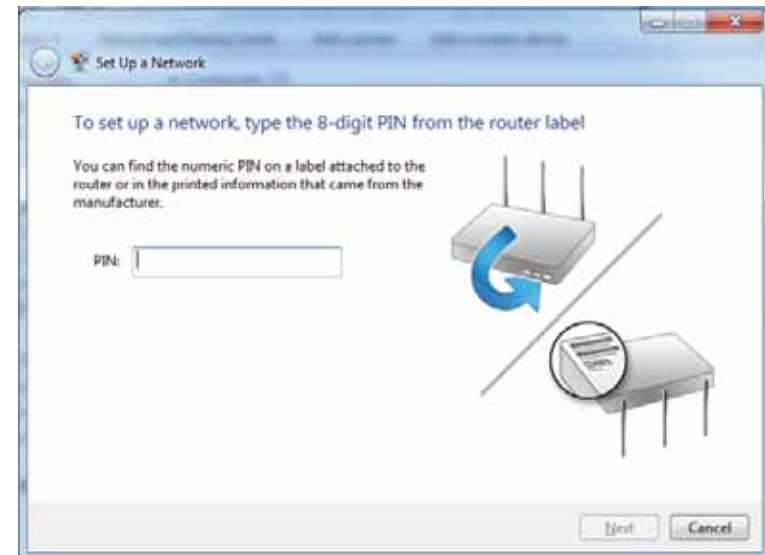 Set Up a Network
To set up a network, type the 8-digit PIN from the router label
You can find the numeric PIN on a label attached to the
router or in the printed information that came from the
manufacturer.
PIN:
Next
Cancel